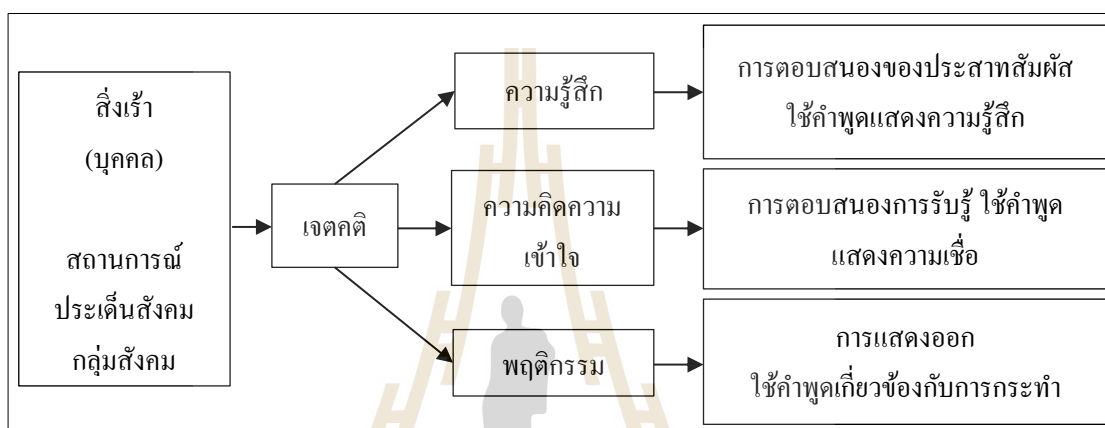 สิ่งเร้า
(บุคคล)
สถานการณ์
ประเด็นสังคม
กลุ่มสังคม
เจตคติ
ความรู้สึก
การตอบสนองของประสาทสัมผัส
ใช้คำพูดแสดงความรู้สึก
ความคิดความ
เข้าใจ
การตอบสนองการรับรู้ ใช้คำพูด
แสดงความเชื่อ
พฤติกรรม
การแสดงออก
ใช้คำพูดเกี่ยวข้องกับการกระทำ